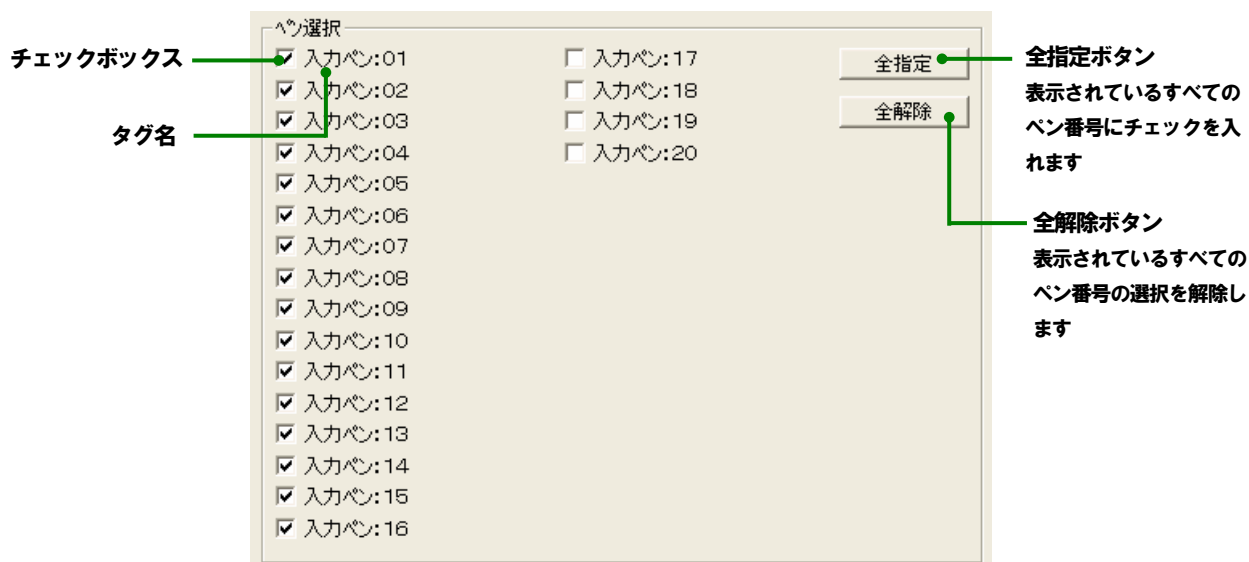 ペン選択
チェックボックス
タグ名
入力ペン:01
入力ペン:02
入力ペン:03
入力ペン:04
入力ペン:05
入力ペン:06
入力ペン:07
入力ペン:08
入力ペン:09
入力ペン:10
入力ペン:11
入力ペン:12
入力ペン:13
入力ペン:14
入力ペン:15
入力ペン:16
入力ペン:17
入力ペン:18
入力ペン:19
入力ペン:20
全指定
全解除
全指定ボタン
表示されているすべての
ペン番号にチェックを入
れます
全解除ボタン
表示されているすべての
ペン番号の選択を解除し
ます